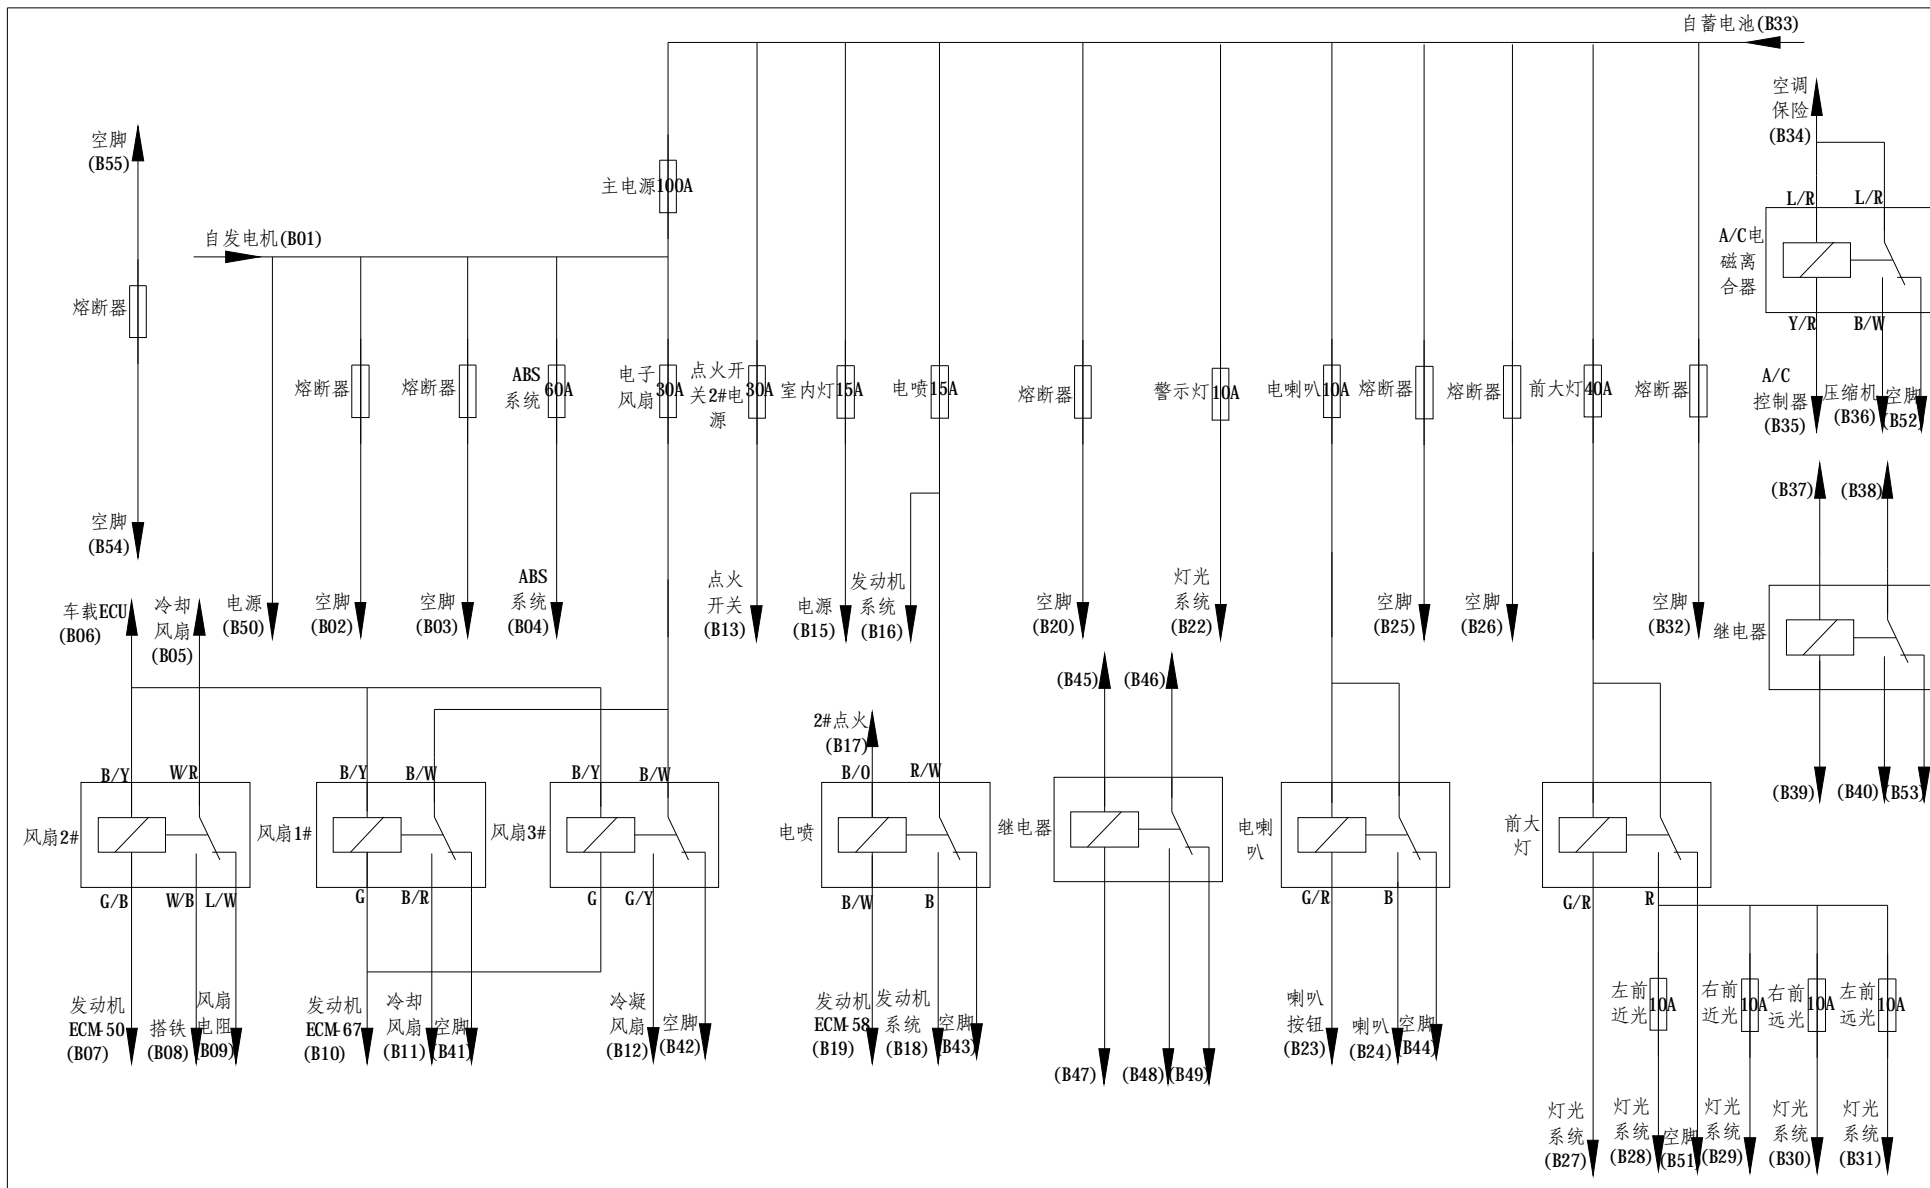 自蓄电池(B33)
空调
保险
(B34)
空脚
(B55)
主电源100A
L/R
L/R
自发电机(B01)
A/C电
磁离
合器
熔断器
Y/R
B/W
熔断器
熔断器
ABS
系统
60A
电子
风扇
30A
点火开
关2#电
源
30A
室内灯15A
电喷15A
熔断器
警示灯10A
电喇叭10A
熔断器
熔断器
前大灯40A
熔断器
A/C
控制器
(B35)
压缩机
(B36)
空脚
(B52)
(B37)
(B38)
空脚
(B54)
车载ECU
(B06)
冷却
风扇
(B05)
电源
(B50)
空脚
(B02)
空脚
(B03)
ABS
系统
(B04)
点火
开关
(B13)
电源
(B15)
发动机
系统
(B16)
空脚
(B20)
灯光
系统
(B22)
空脚
(B25)
空脚
(B26)
空脚
(B32)
继电器
(B45)
(B46)
2#点火
(B17)
B/Y
W/R
B/Y
B/W
B/Y
B/W
B/O
R/W
(B39)
(B40)
(B53)
风扇2#
风扇1#
风扇3#
电喷
继电器
电喇
叭
前大
灯
G/B
W/B
L/W
G
B/R
G
G/Y
B/W
B
G/R
B
G/R
R
发动机
ECM-50
(B07)
搭铁
(B08)
风扇
电阻
(B09)
发动机
ECM-67
(B10)
冷却
风扇
(B11)
空脚
(B41)
冷凝
风扇
(B12)
空脚
(B42)
发动机
ECM-58
(B19)
发动机
系统
(B18)
空脚
(B43)
(B47)
(B48)
(B49)
喇叭
按钮
(B23)
喇叭
(B24)
空脚
(B44)
左前
近光
10A
右前
近光
10A
右前
远光
10A
左前
远光
10A
灯光
系统
(B27)
灯光
系统
(B28)
空脚
(B51)
灯光
系统
(B29)
灯光
系统
(B30)
灯光
系统
(B31)